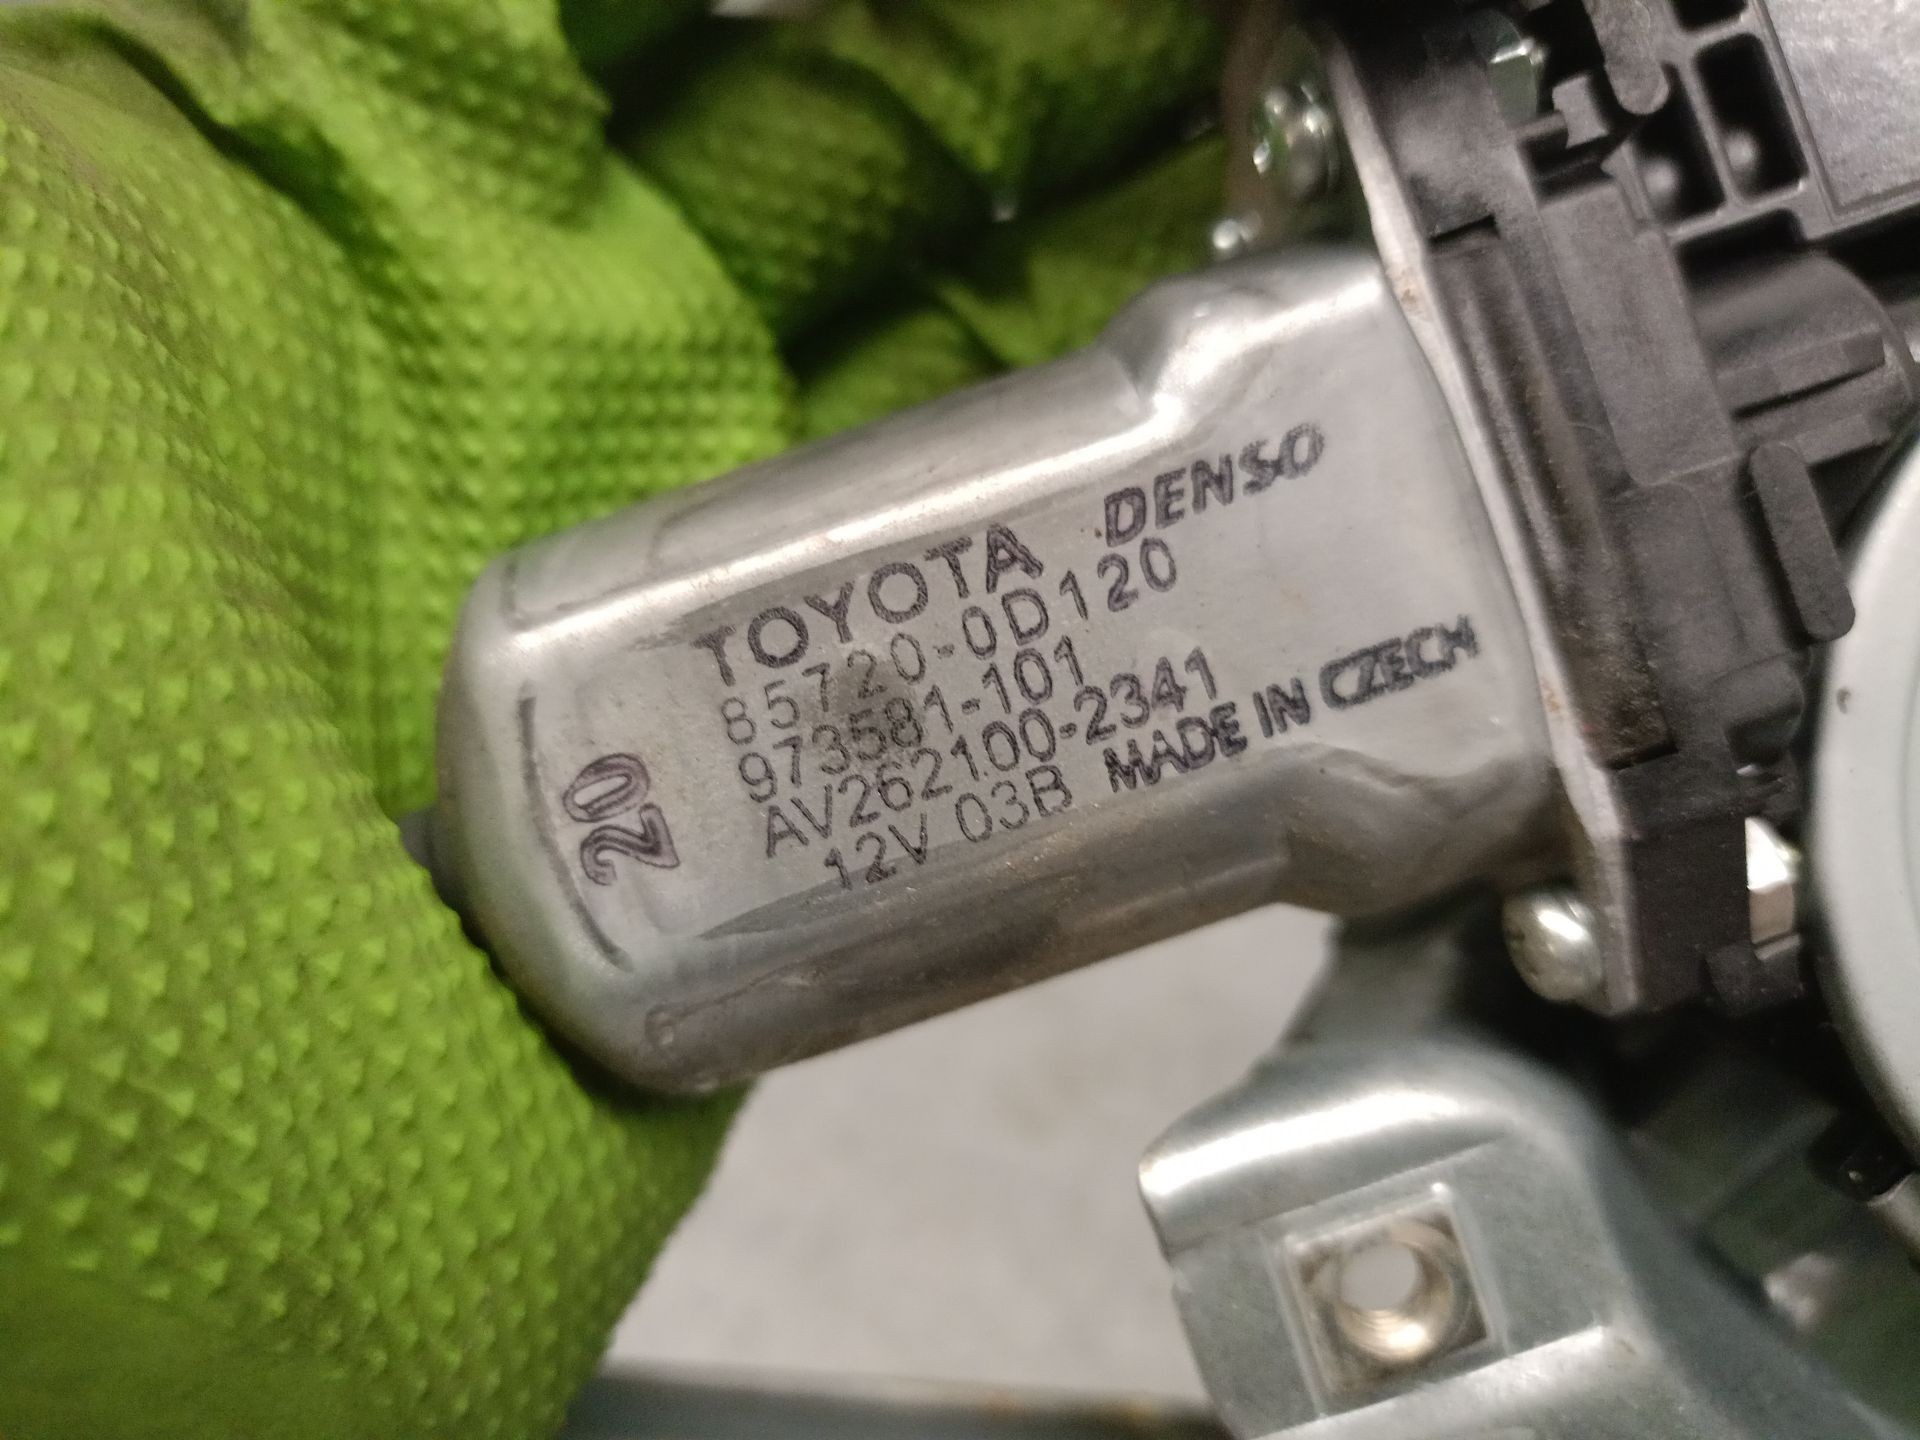 TOYOTA DENSO
85720-0D120
973581-101
AV262100-2341
12V 03B MADE IN CZECH
20